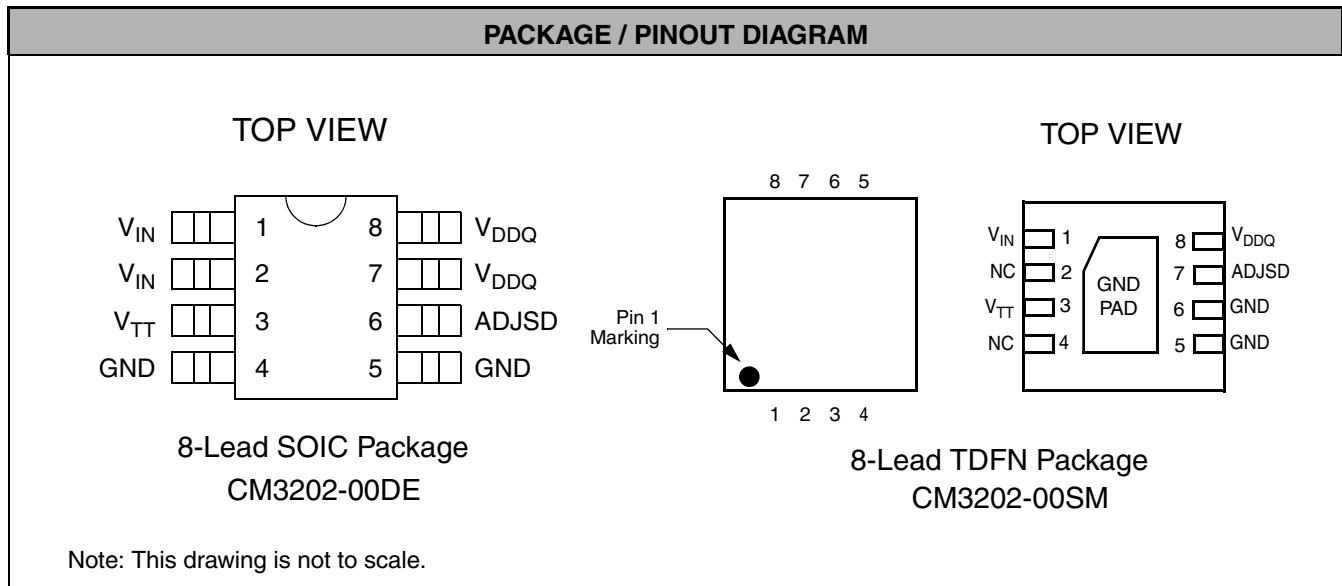 PACKAGE / PINOUT DIAGRAM
TOP VIEW
V_IN 1 8 V_DDQ
V_IN 2 7 V_DDQ
V_TT 3 6 ADJSD
GND 4 5 GND
8-Lead SOIC Package
CM3202-00DE
8 7 6 5
Pin 1
Marking
1 2 3 4
TOP VIEW
V_IN 1 8 V_DDQ
NC 2 7 ADJSD
GND
PAD
V_TT 3 6 GND
NC 4 5 GND
8-Lead TDFN Package
CM3202-00SM
Note: This drawing is not to scale.